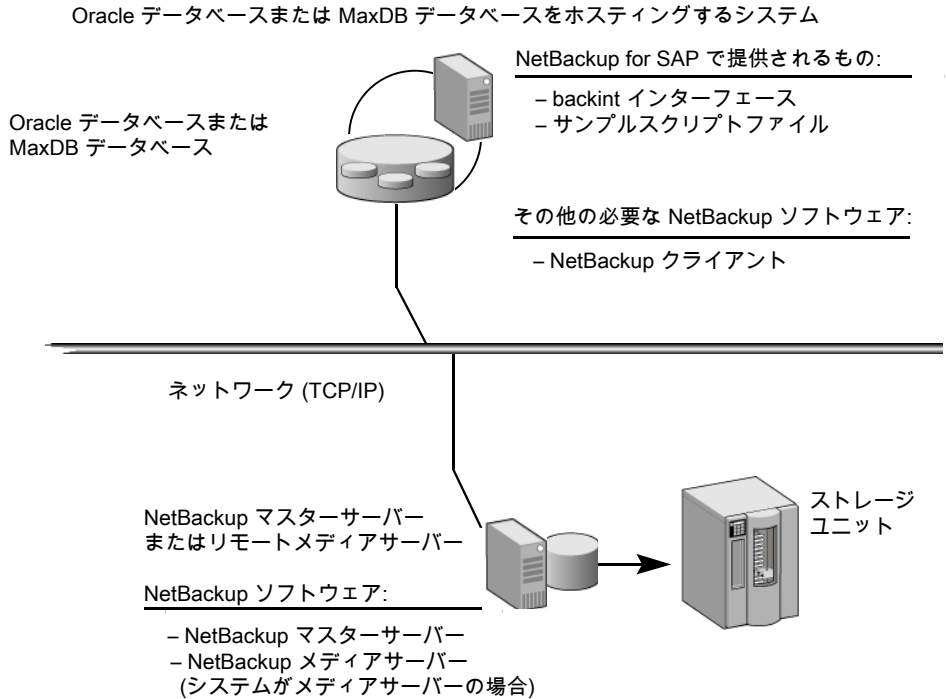 Oracle データベースまたは MaxDB データベースをホスティングするシステム
NetBackup for SAP で提供されるもの:
– backint インターフェース
– サンプルスクリプトファイル
Oracle データベースまたは
MaxDB データベース
その他の必要な NetBackup ソフトウェア:
– NetBackup クライアント
ネットワーク (TCP/IP)
NetBackup マスターサーバー
またはリモートメディアサーバー
ストレージ
ユニット
NetBackup ソフトウェア:
– NetBackup マスターサーバー
– NetBackup メディアサーバー
(システムがメディアサーバーの場合)